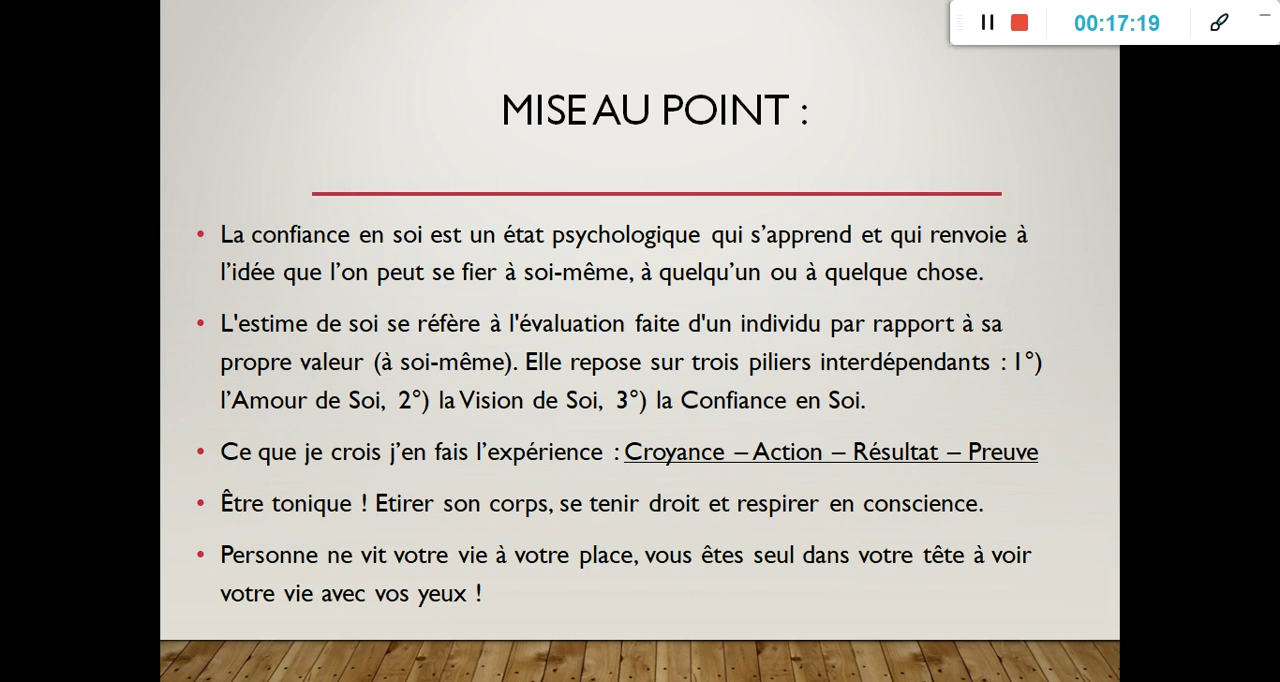 00:17:19
MISE AU POINT :
• La confiance en soi est un état psychologique qui s’apprend et qui renvoie à
l’idée que l’on peut se fier à soi-même, à quelqu’un ou à quelque chose.
• L'estime de soi se réfère à l'évaluation faite d'un individu par rapport à sa
propre valeur (à soi-même). Elle repose sur trois piliers interdépendants : 1°)
l’Amour de Soi, 2°) la Vision de Soi, 3°) la Confiance en Soi.
• Ce que je crois j’en fais l’expérience : Croyance – Action – Résultat – Preuve
• Être tonique ! Etirer son corps, se tenir droit et respirer en conscience.
• Personne ne vit votre vie à votre place, vous êtes seul dans votre tête à voir
votre vie avec vos yeux !